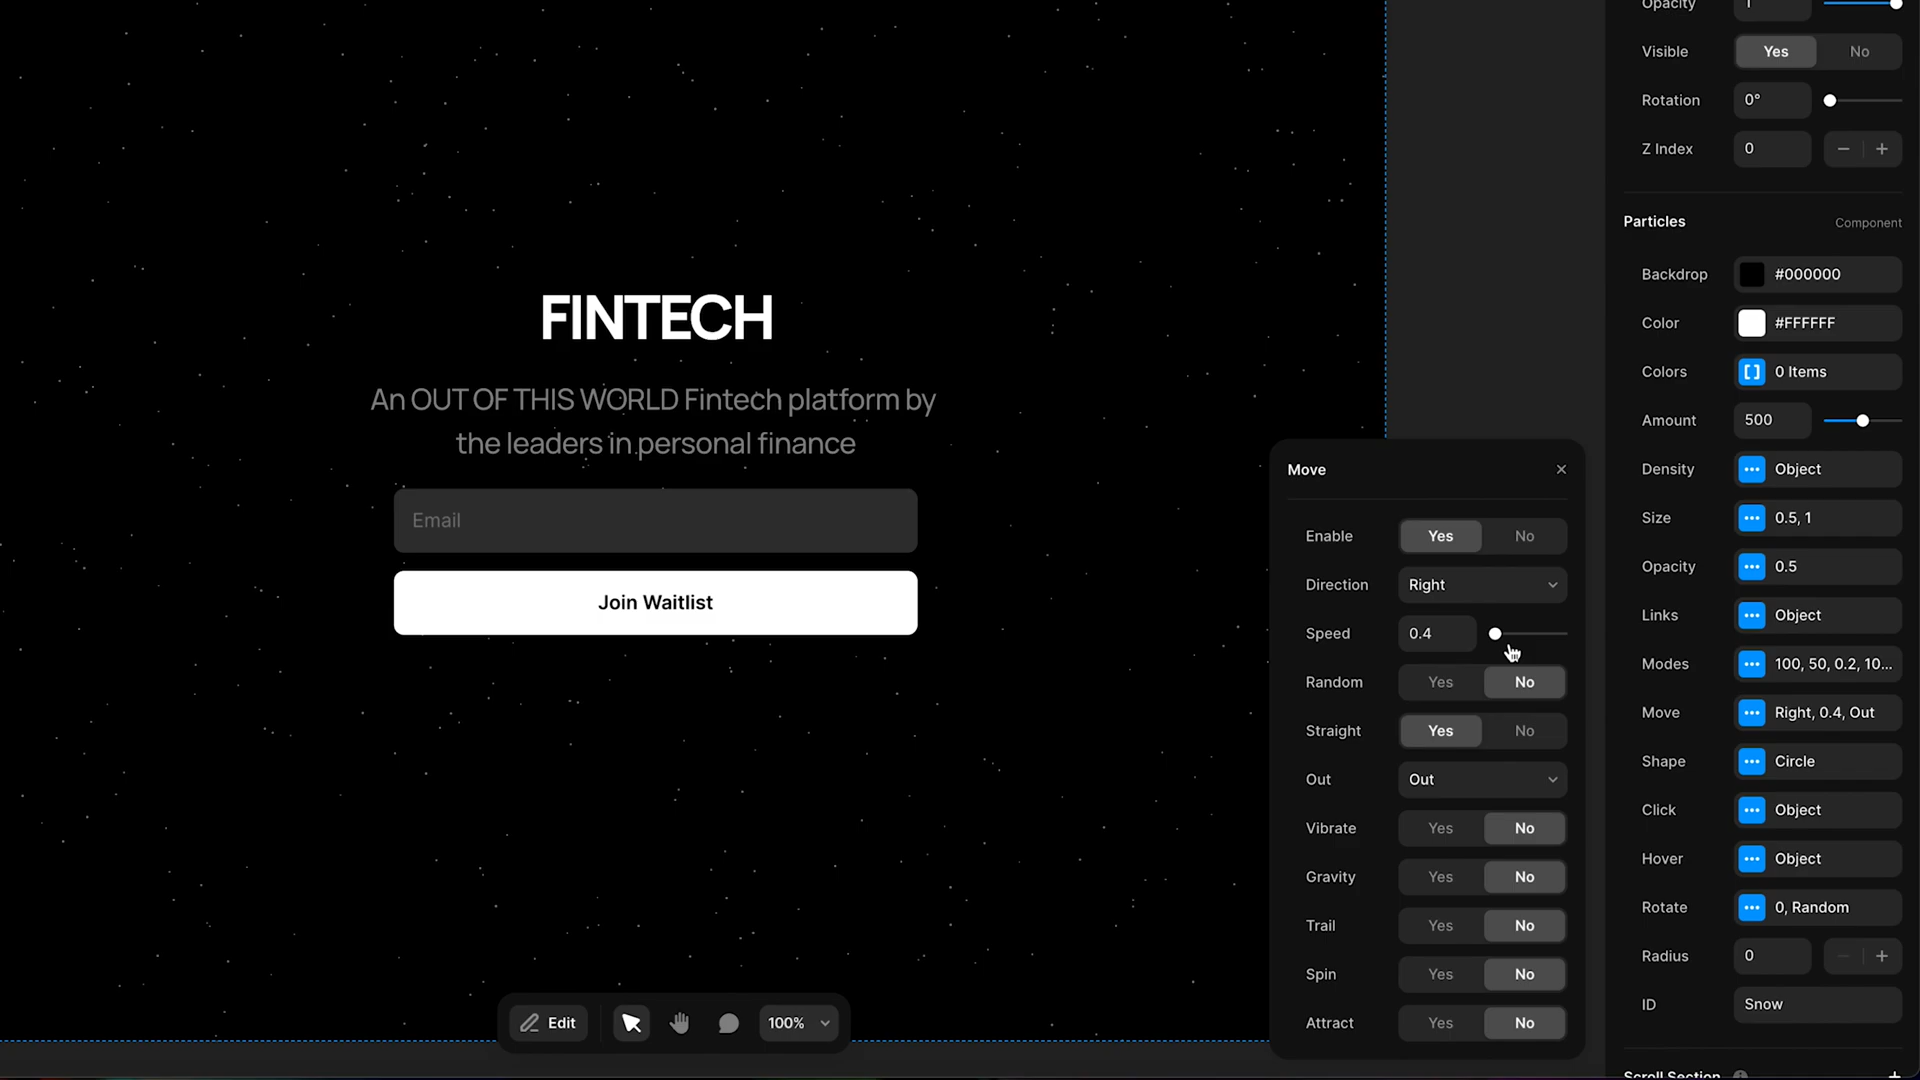 FINTECH
An OUT OF THIS WORLD Fintech platform by
the leaders in personal finance
Email
Join Waitlist
Edit
100%
Move
Enable Yes No
Direction Right
Speed 0.4
Random Yes No
Straight Yes No
Out Out
Vibrate Yes No
Gravity Yes No
Trail Yes No
Spin Yes No
Attract Yes No
Opacity 1
Visible Yes No
Rotation 0°
Z Index 0
Particles Component
Backdrop #000000
Color #FFFFFF
Colors 0 Items
Amount 500
Density Object
Size 0.5, 1
Opacity 0.5
Links Object
Modes 100, 50, 0.2, 10...
Move Right, 0.4, Out
Shape Circle
Click Object
Hover Object
Rotate 0, Random
Radius 0
ID Snow
Scroll Section